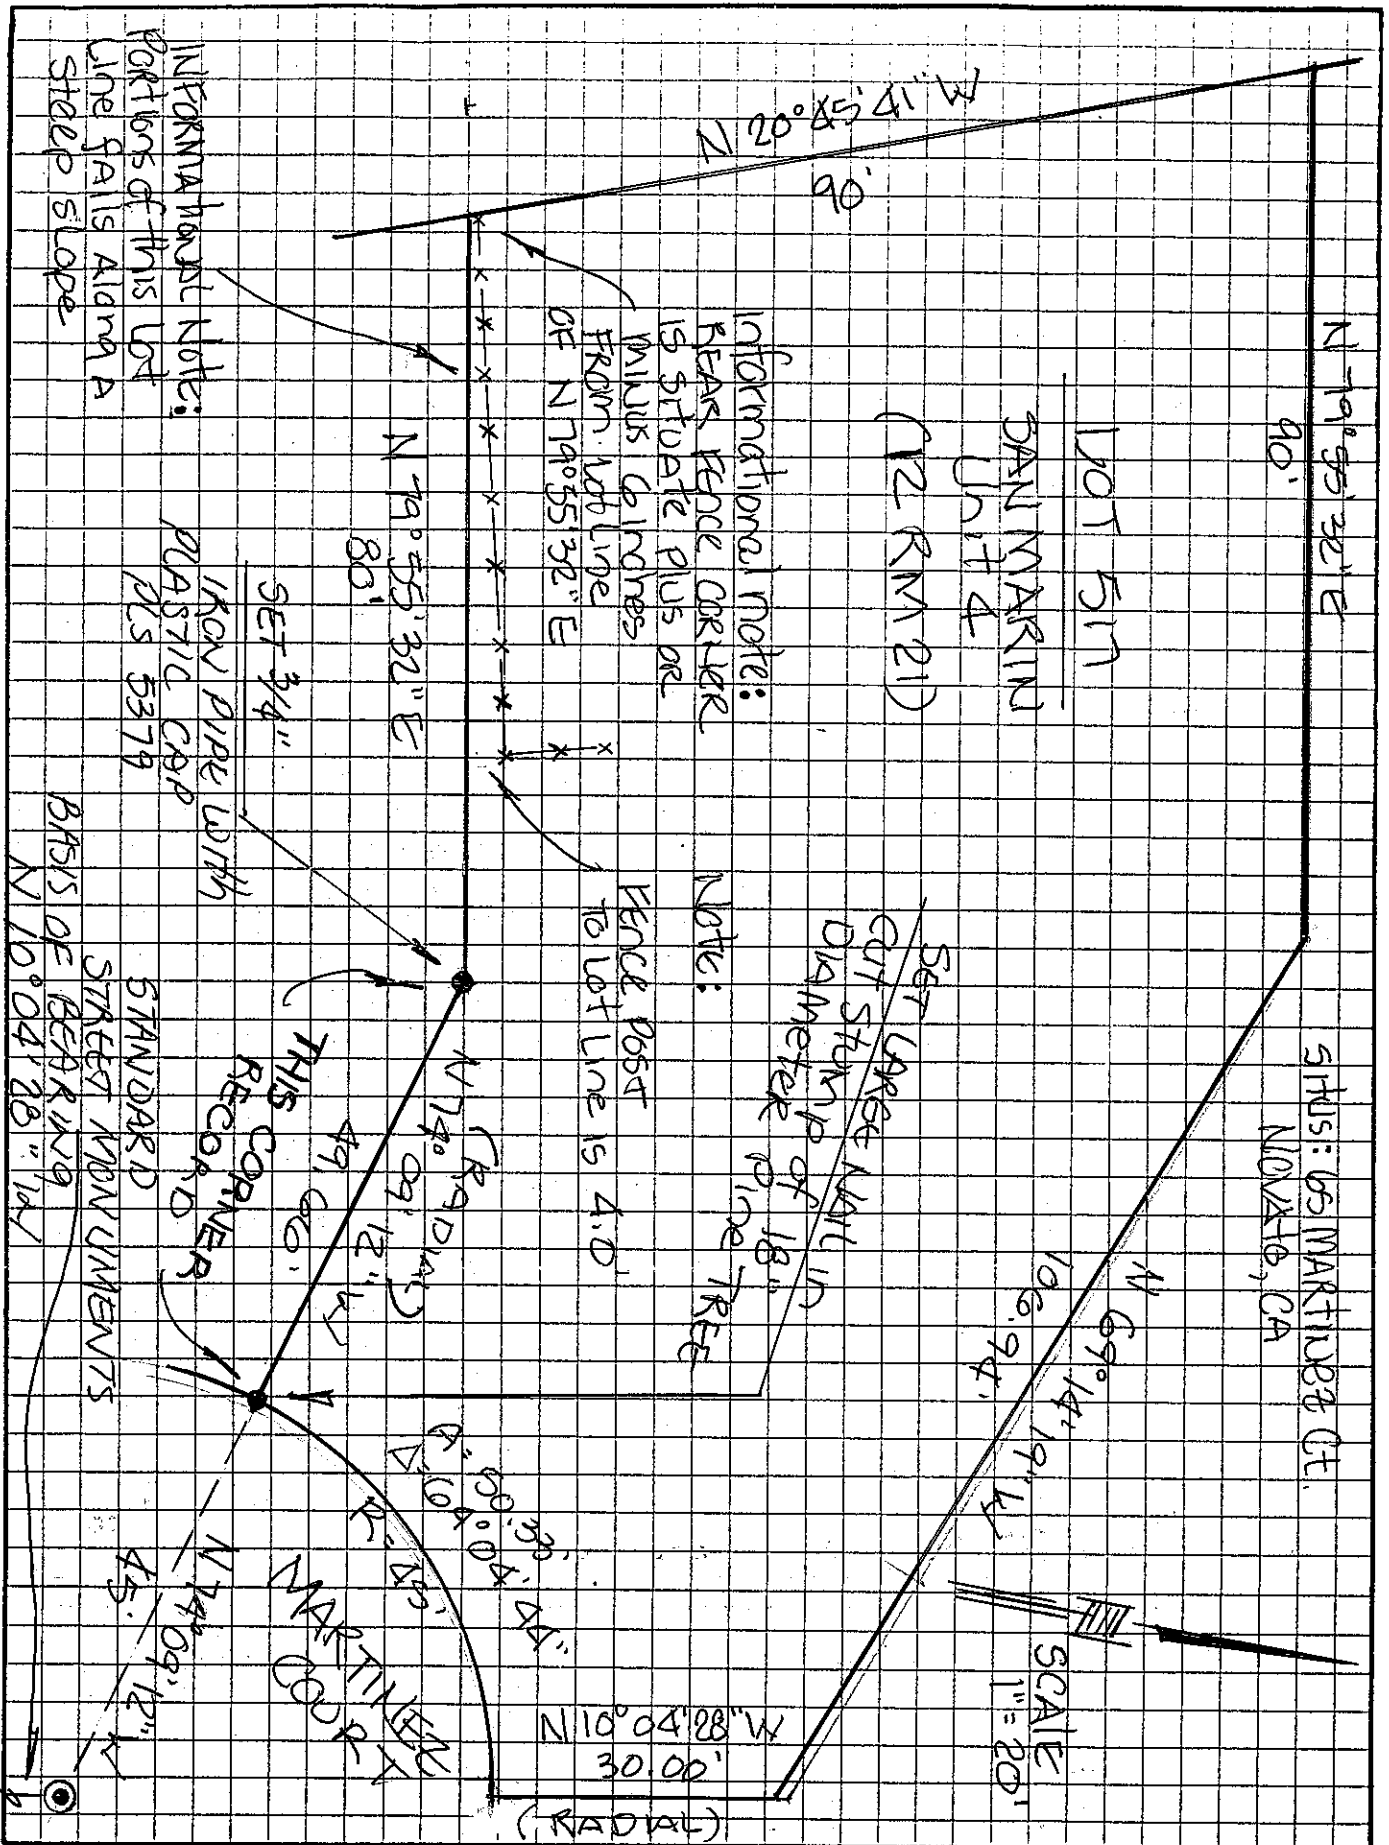 N 79° 55' 32" E
90'
SITUS: 65 MARTINEZ Ct.
NOVATO, CA
LOT 517
SAN MARIN
Unit 4
(12 RM 21)
N 69° 14' 19" W
106.94'
SCALE
1" = 20'
N 20° 45' 41" W
90'
Informational note:
REAR FENCE CORNER
IS SITUATE PLUS OR
MINUS 6 INCHES
FROM Lot Line
OF N 79° 55' 32" E
SET LARGE NAIL in
CUT STUMP of 18"
DIAMETER Pine TREE
Note:
FENCE POST
TO Lot Line IS 4.0'
N 10° 04' 28" W
30.00'
(RADIAL)
N 79° 55' 32" E
80'
(RADIAL)
N 74° 09' 12" W
49.66'
Δ=64° 04' 44"
R=45'
MARTINEZ
COURT
INFORMATIONAL Note:
PORTIONS of this Lot
Line falls Along A
Steep slope
SET 3/4"
IRON PIPE with
PLASTIC CAP
PLS 5379
THIS CORNER
RECORD
N 74° 09' 12" W
45'
STANDARD
STREET MONUMENTS
BASIS OF BEARING
N 10° 04' 28" W